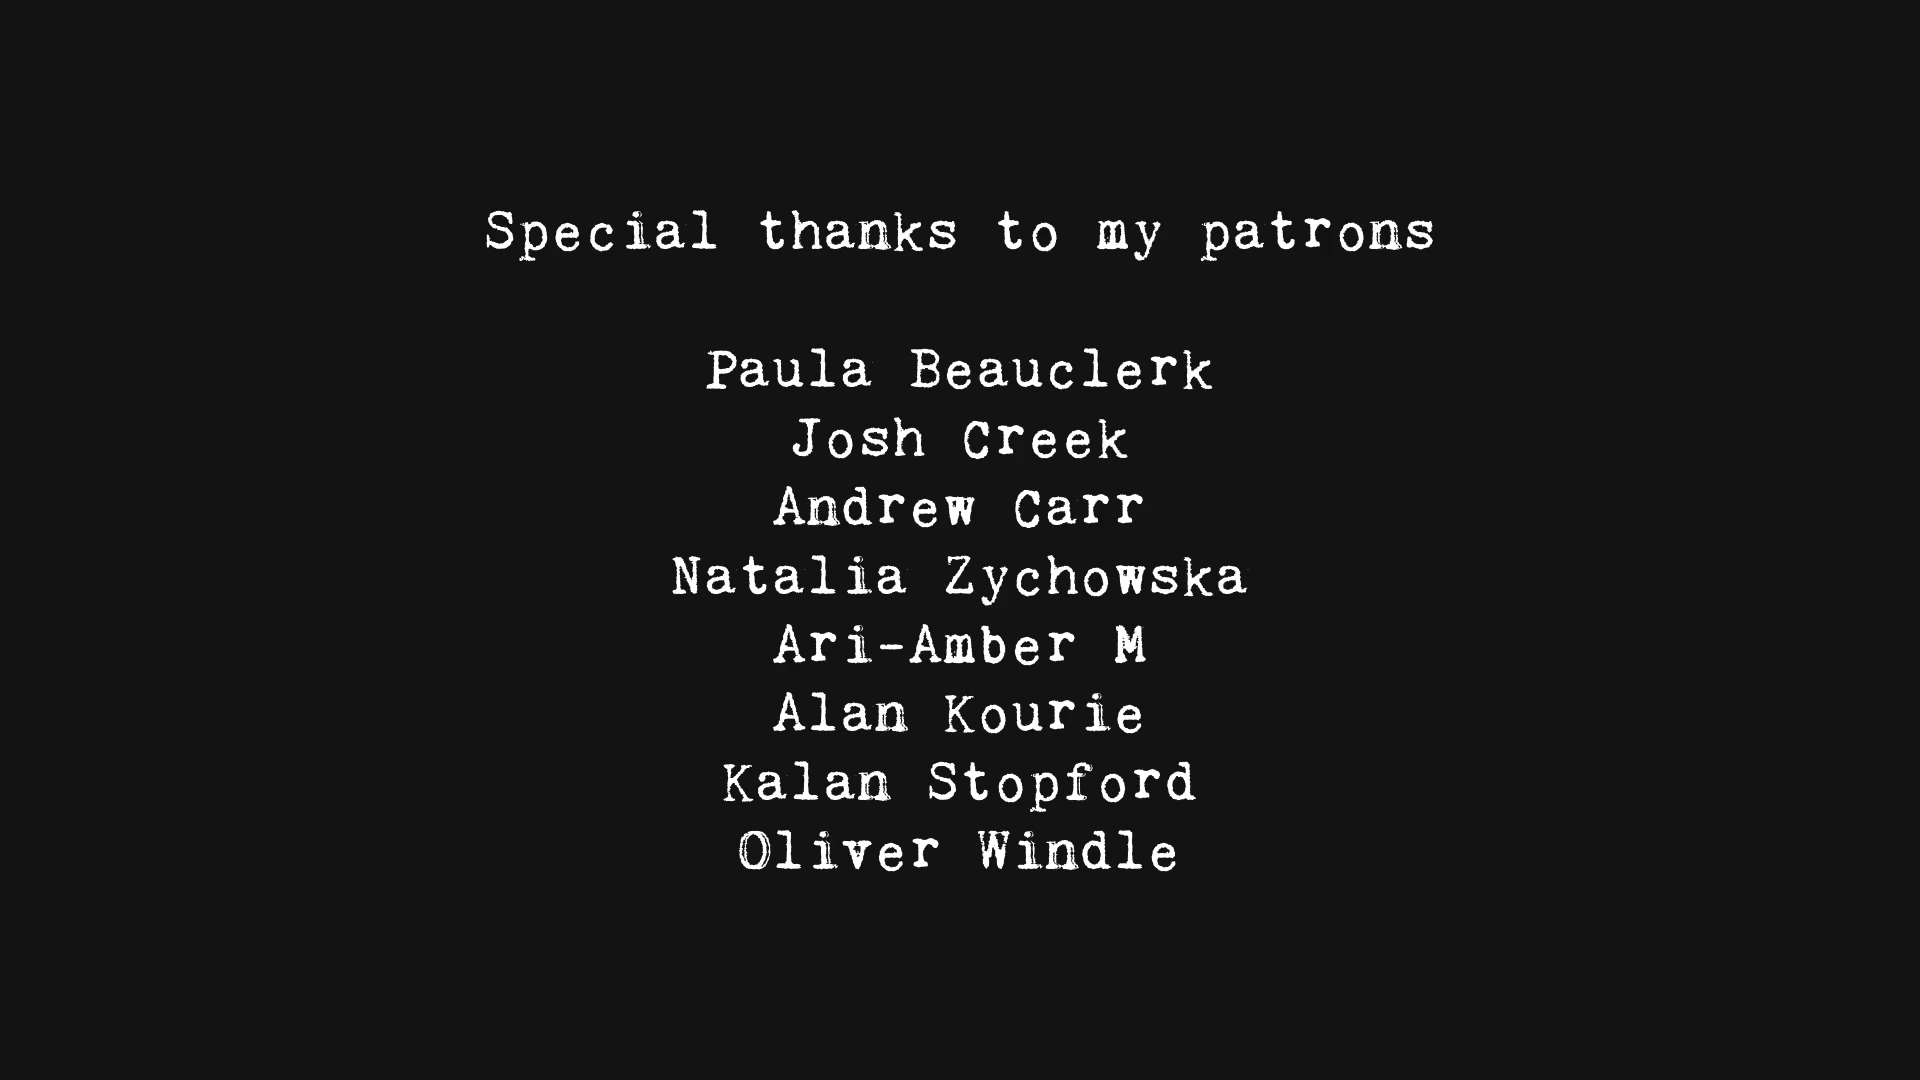 Special thanks to my patrons
Paula Beauclerk
Josh Creek
Andrew Carr
Natalia Zychowska
Ari-Amber M
Alan Kourie
Kalan Stopford
Oliver Windle